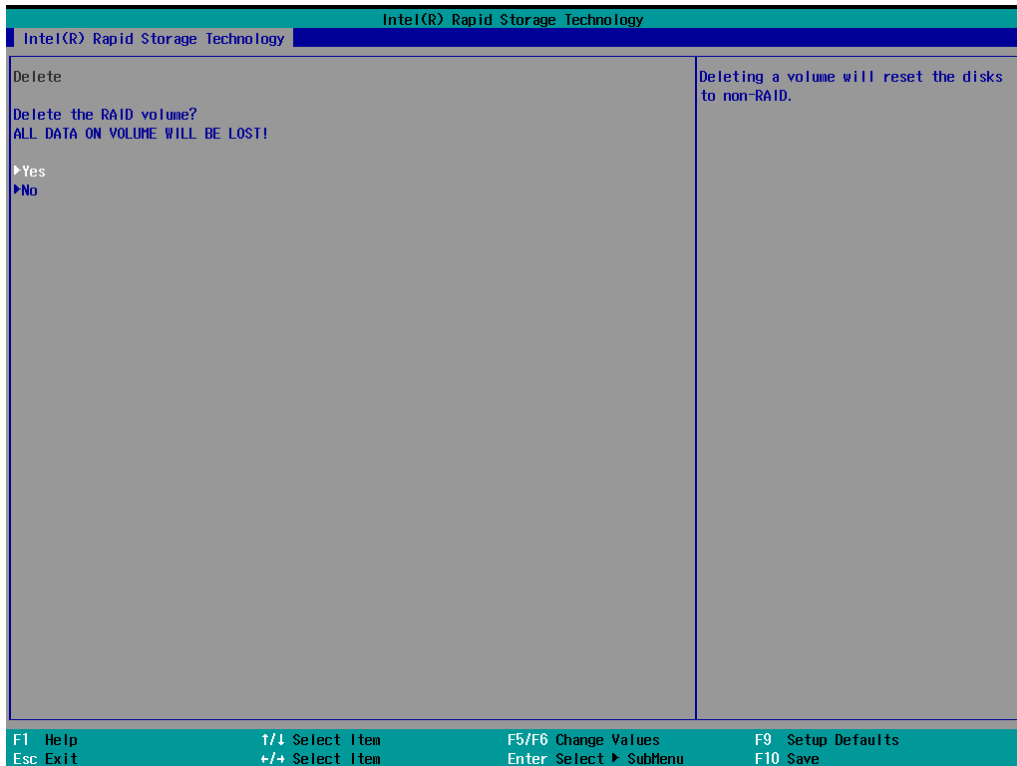 Intel(R) Rapid Storage Technology
Intel(R) Rapid Storage Technology
Delete
Delete the RAID volume?
ALL DATA ON VOLUME WILL BE LOST!
▶Yes
▶No
Deleting a volume will reset the disks
to non-RAID.
F1 Help ↑/↓ Select Item F5/F6 Change Values F9 Setup Defaults
Esc Exit ←/→ Select Item Enter Select ▶ SubMenu F10 Save